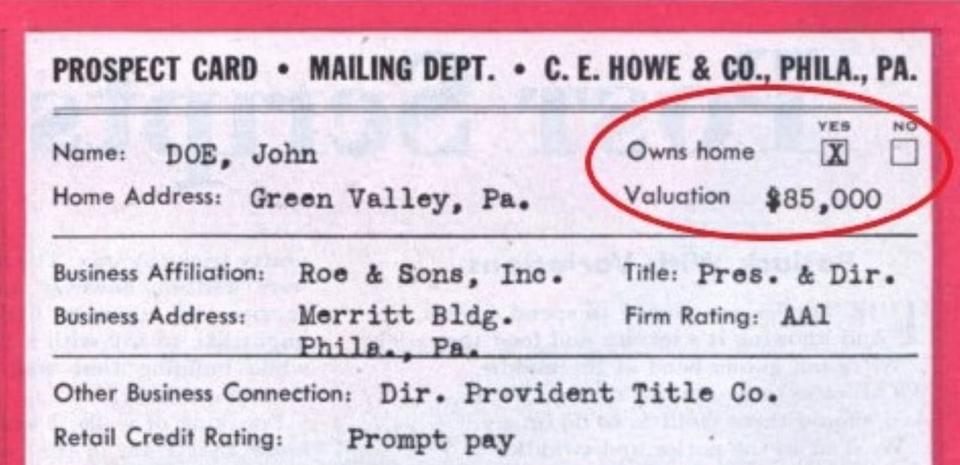 PROSPECT CARD • MAILING DEPT. • C. E. HOWE & CO., PHILA., PA.
YES NO
Name: DOE, John Owns home X
Home Address: Green Valley, Pa. Valuation $85,000
Business Affiliation: Roe & Sons, Inc. Title: Pres. & Dir.
Business Address: Merritt Bldg. Firm Rating: AA1
Phila., Pa.
Other Business Connection: Dir. Provident Title Co.
Retail Credit Rating: Prompt pay